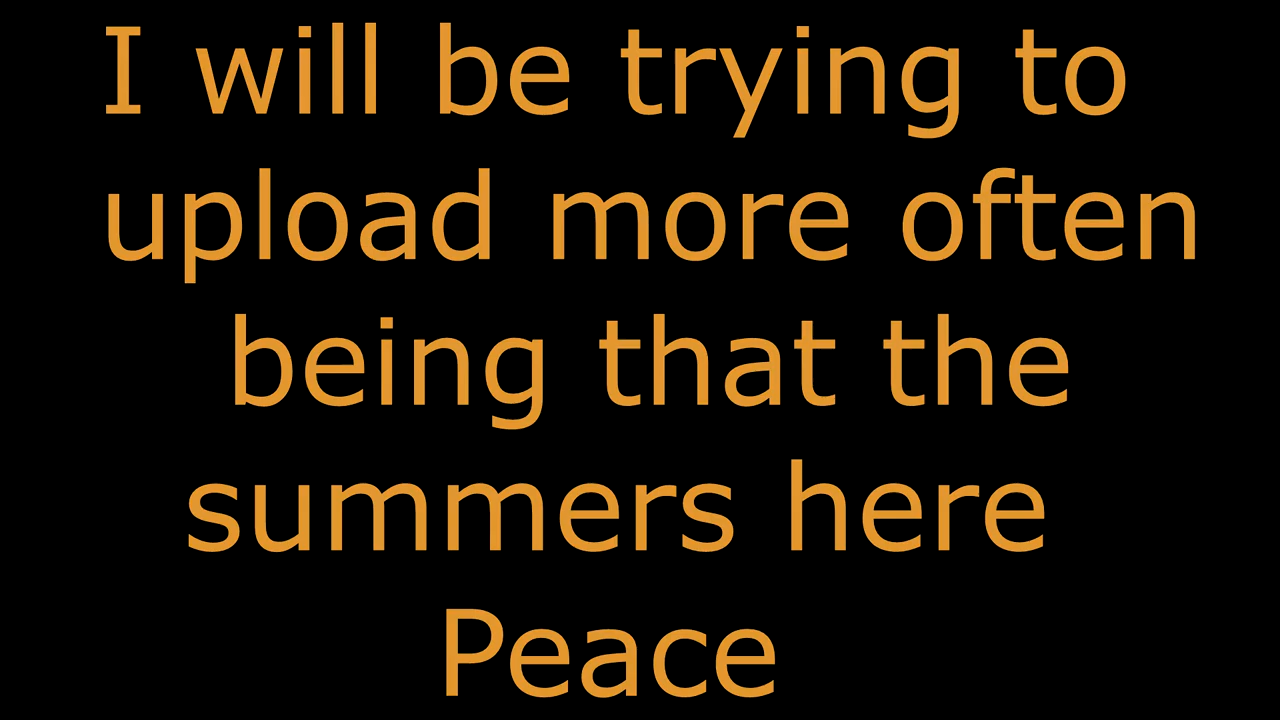 I will be trying to
upload more often
being that the
summers here
Peace